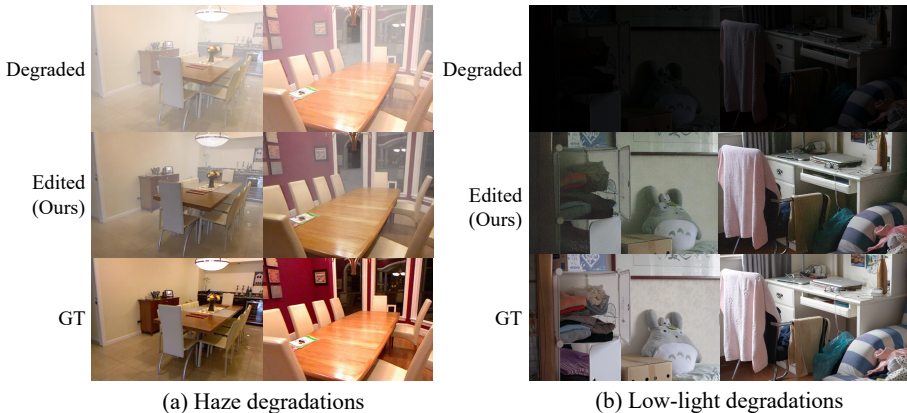 Degraded
Edited
(Ours)
GT
(a) Haze degradations
Degraded
Edited
(Ours)
GT
(b) Low-light degradations